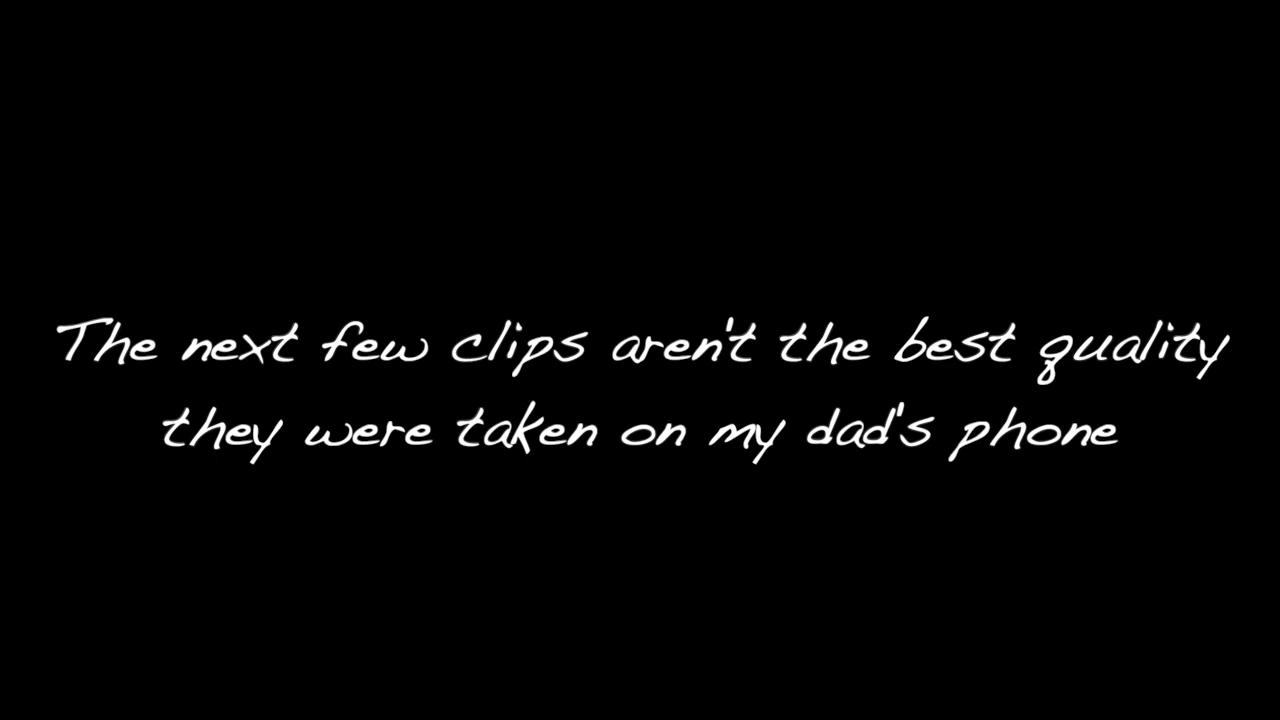 The next few clips aren't the best quality
they were taken on my dad's phone